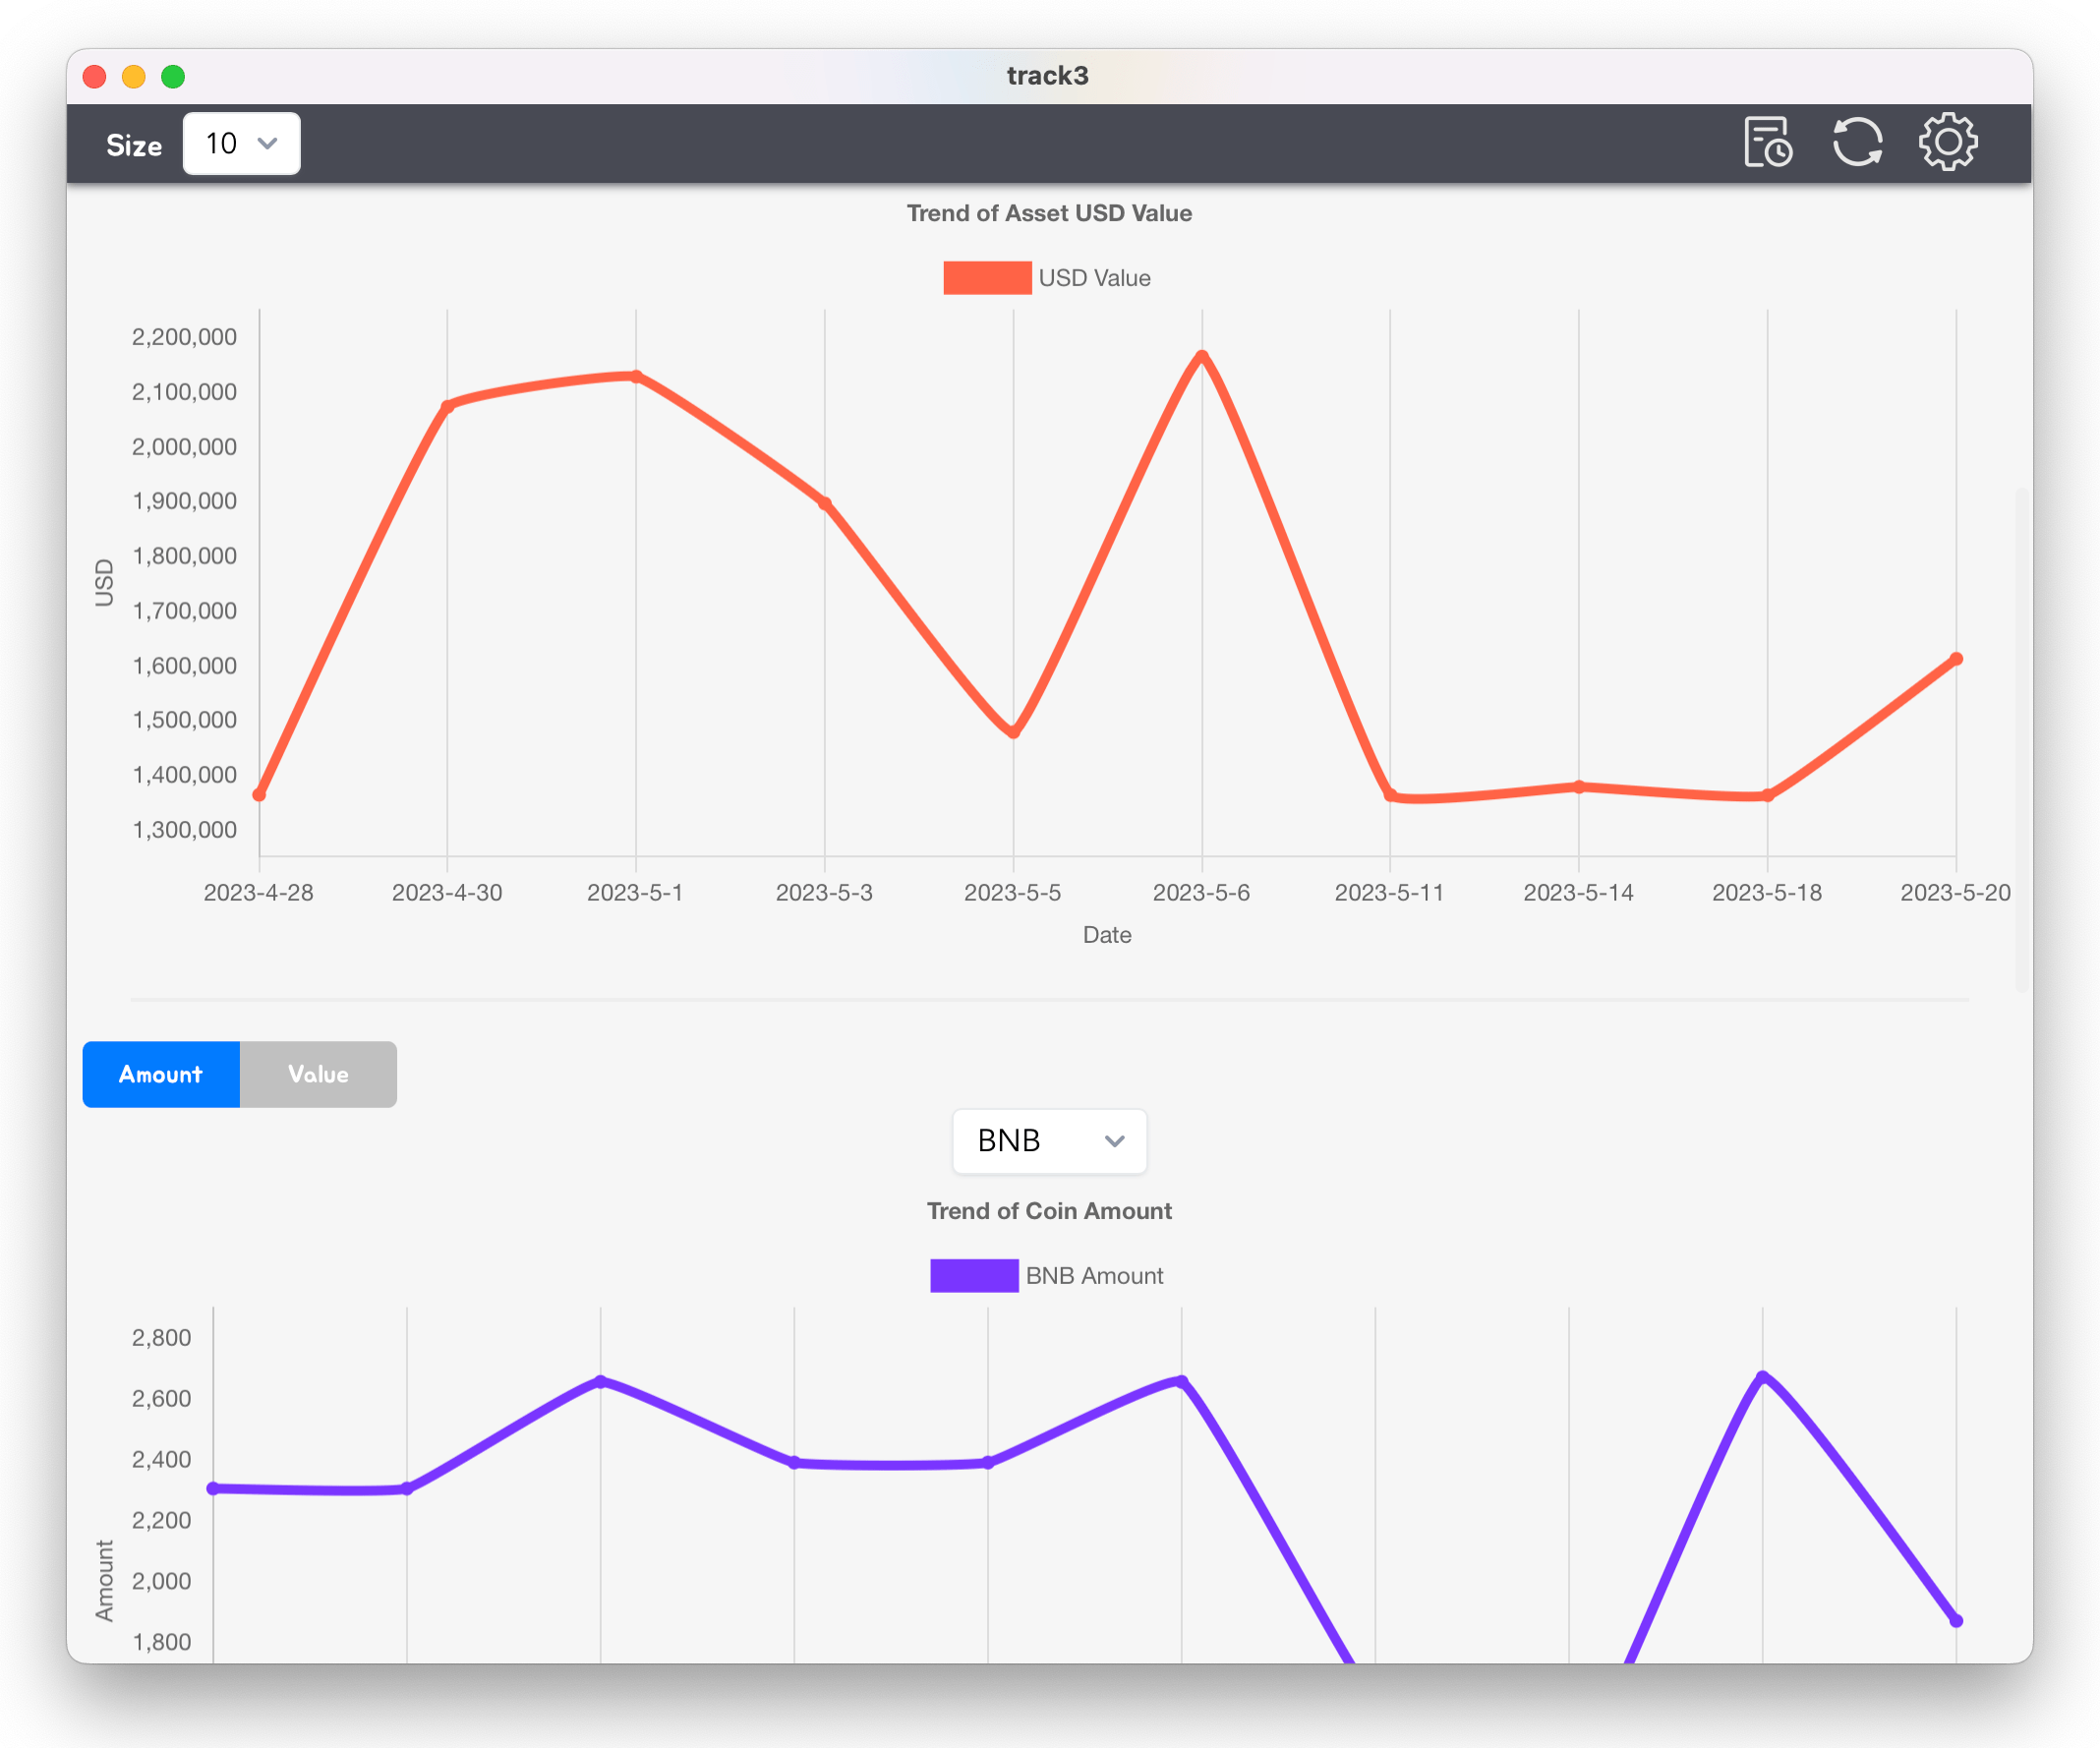 track3
Size 10
Trend of Asset USD Value
USD Value
2,200,000
2,100,000
2,000,000
1,900,000
1,800,000
1,700,000
1,600,000
1,500,000
1,400,000
1,300,000
USD
2023-4-28 2023-4-30 2023-5-1 2023-5-3 2023-5-5 2023-5-6 2023-5-11 2023-5-14 2023-5-18 2023-5-20
Date
Amount Value
BNB
Trend of Coin Amount
BNB Amount
2,800
2,600
2,400
2,200
2,000
1,800
Amount